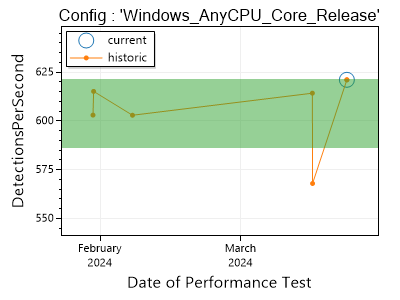 Config : 'Windows_AnyCPU_Core_Release'
current
historic
DetectionsPerSecond
625
600
575
550
February
2024
March
2024
Date of Performance Test